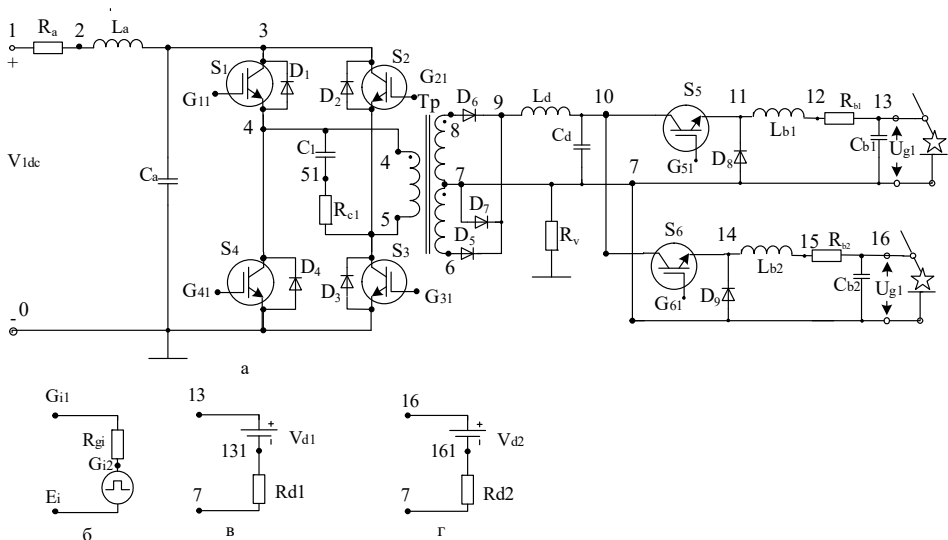 1 Ra 2 La 3
+
S1 D1 D2 S2
G11 G21
Tp D6 9 Ld 10 S5 11 12 Rb1 13
4 8 Lb1
V1dc Ca C1 4 Cd G51 D8 Cb1 Ug1
51 7 7
Rc1 5 D7 Rv
D5
6 S6 14 15 Rb2 16
S4 D4 D3 S3 Lb2
G41 G31 G61 D9 Cb2 Ug1
- 0
а
Gi1 13 16
Rgi Vd1 Vd2
Gi2 131 161
Ei Rd1 Rd2
7 7
б в г